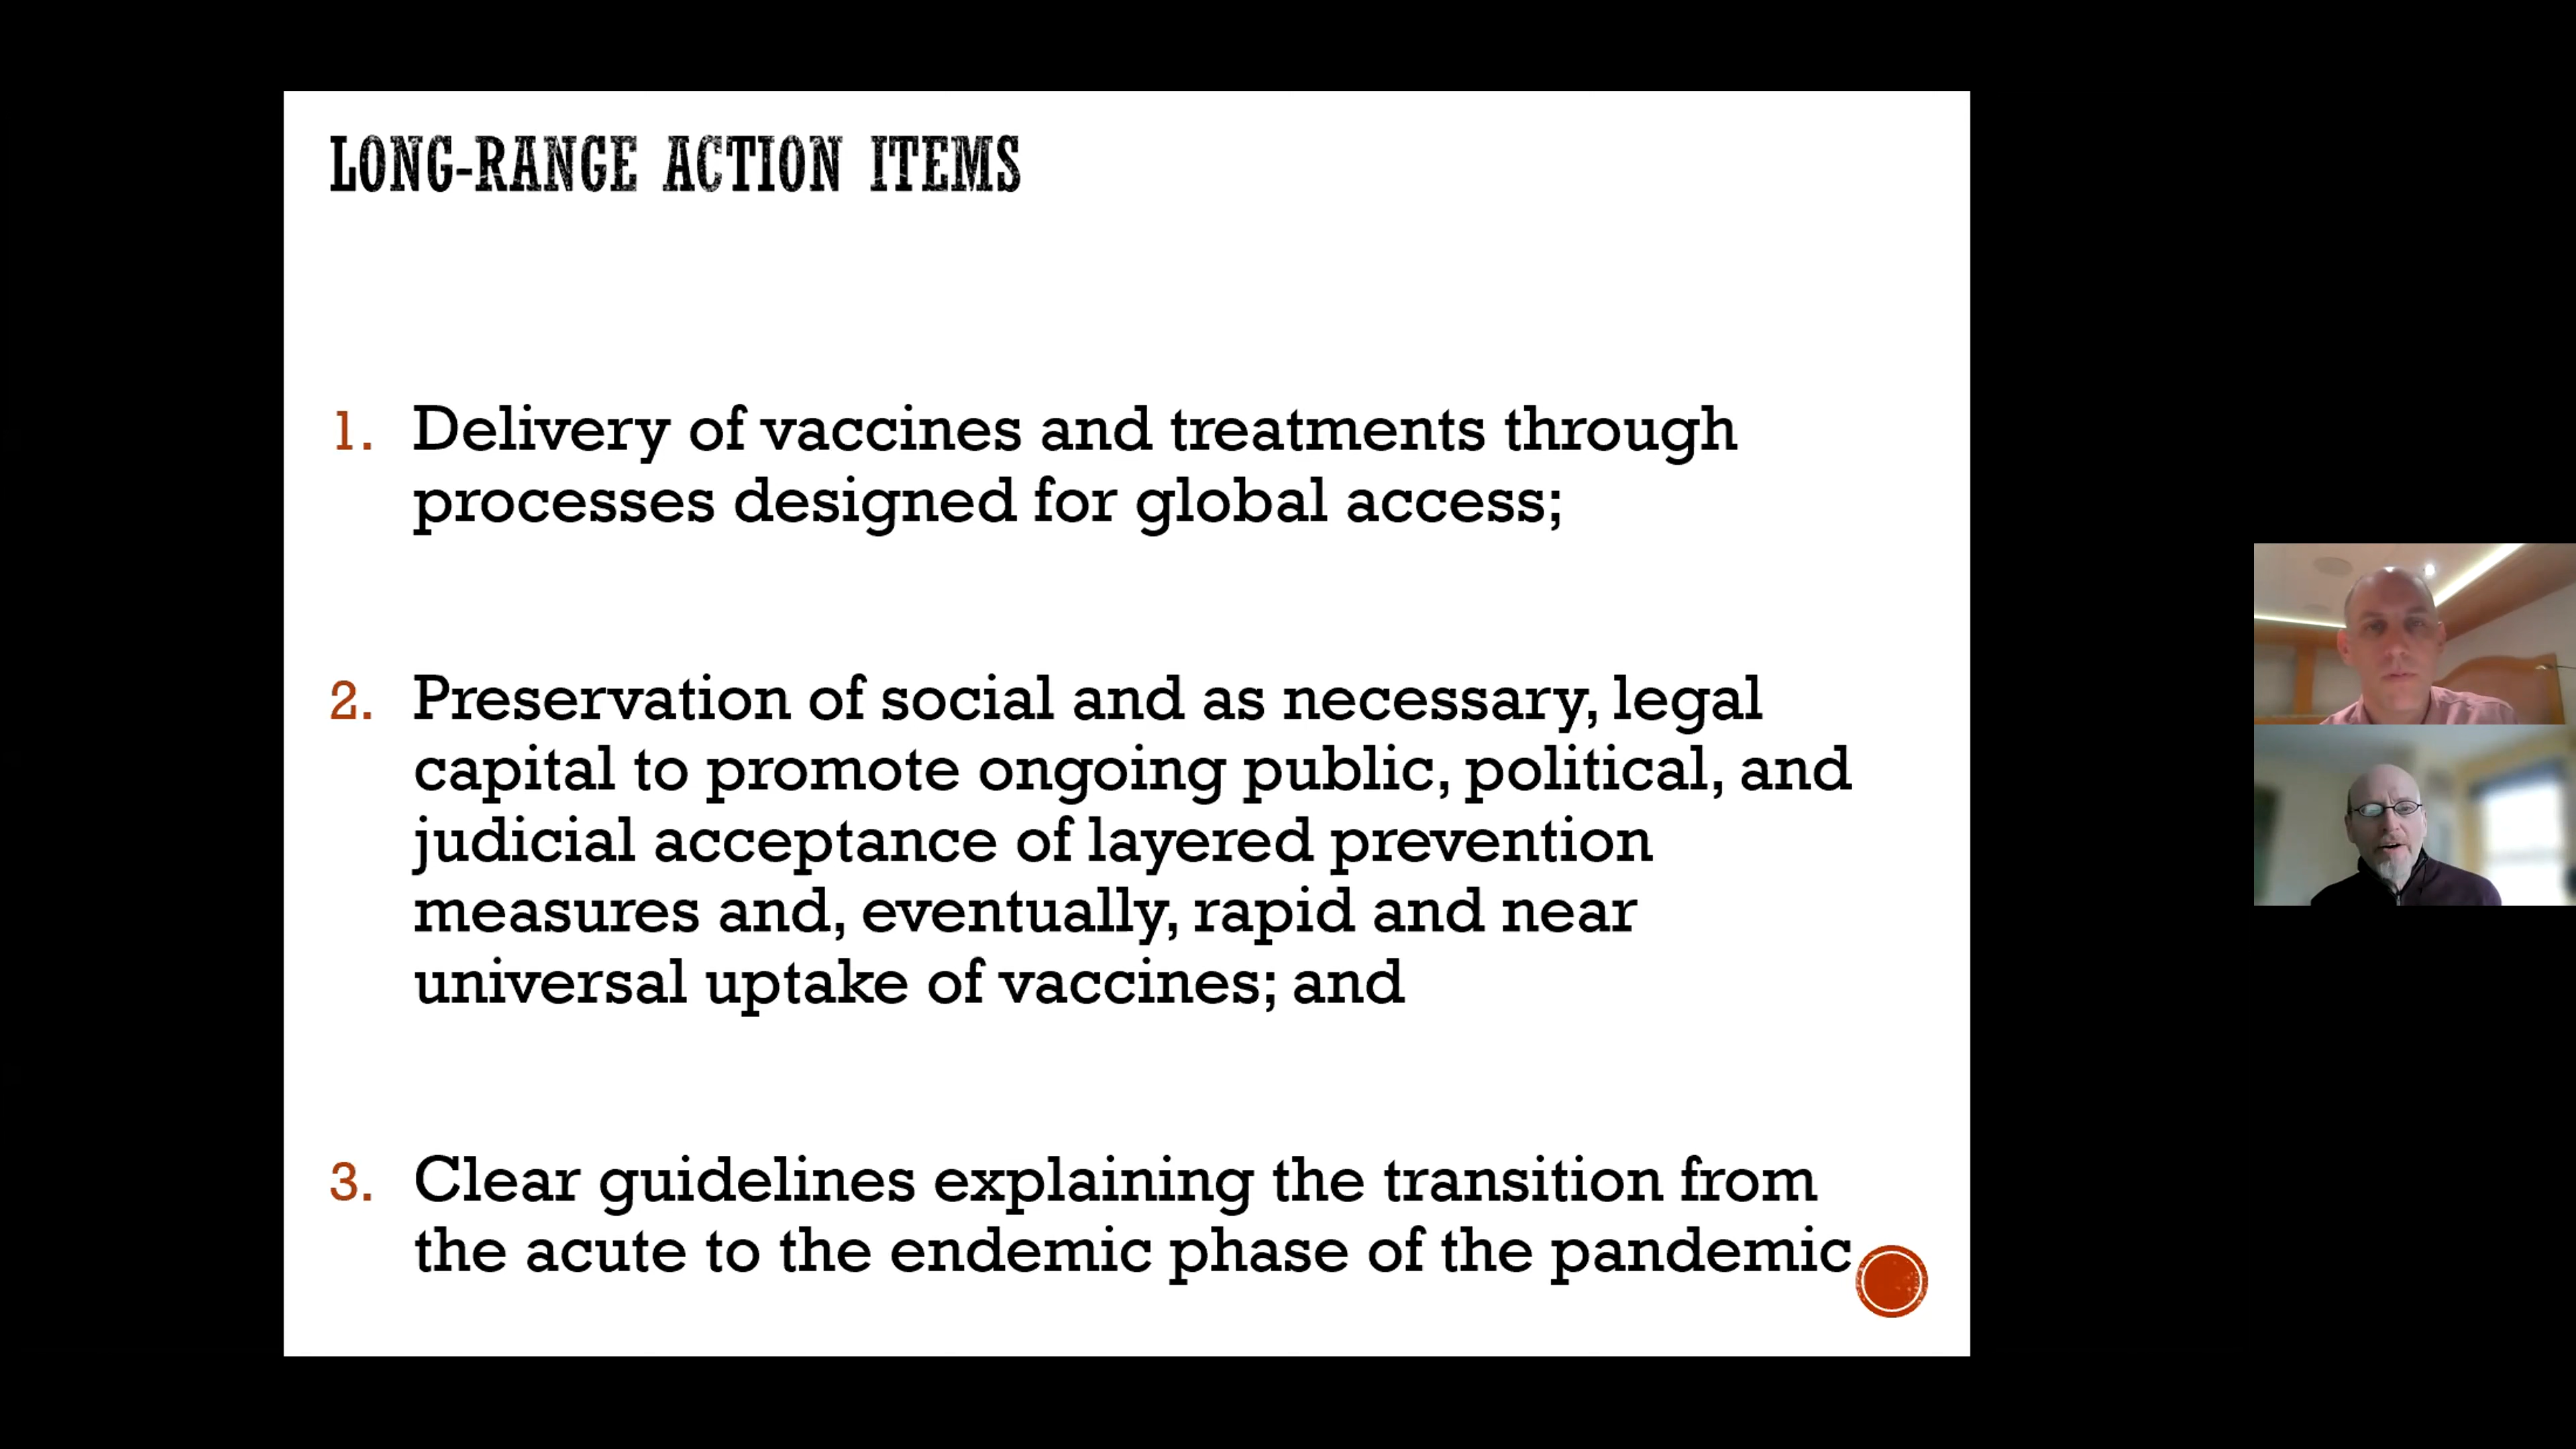 LONG-RANGE ACTION ITEMS
1. Delivery of vaccines and treatments through
processes designed for global access;
2. Preservation of social and as necessary, legal
capital to promote ongoing public, political, and
judicial acceptance of layered prevention
measures and, eventually, rapid and near
universal uptake of vaccines; and
3. Clear guidelines explaining the transition from
the acute to the endemic phase of the pandemic